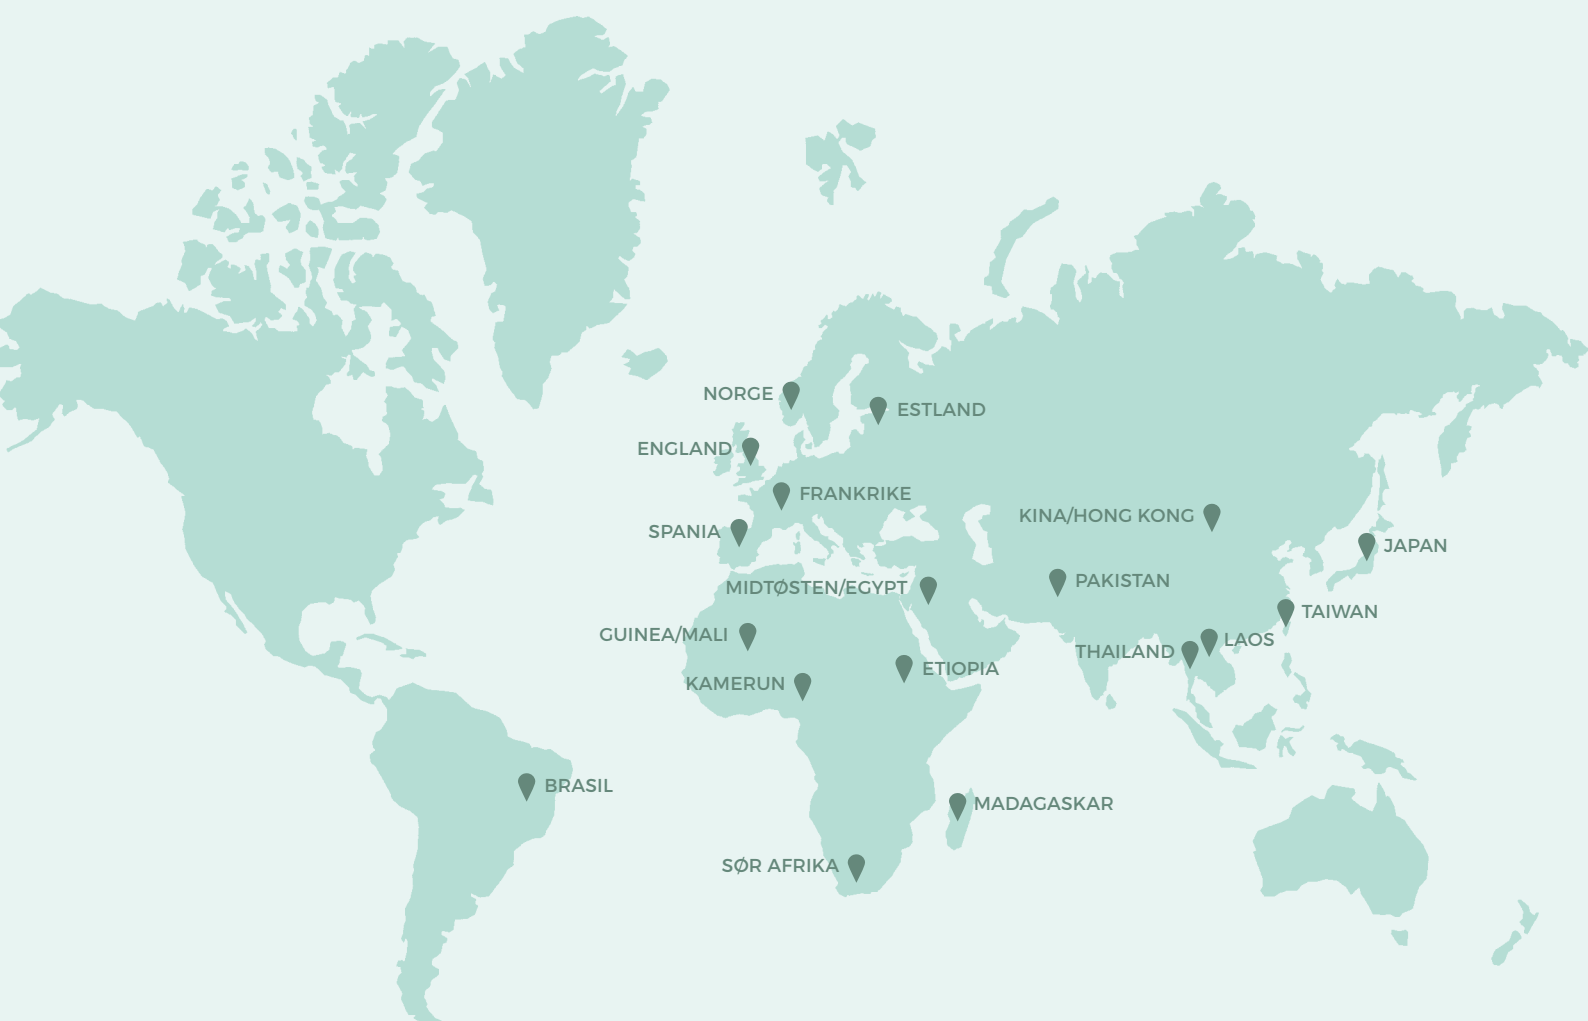 NORGE
ESTLAND
ENGLAND
FRANKRIKE
KINA/HONG KONG
SPANIA
JAPAN
PAKISTAN
MIDTØSTEN/EGYPT
TAIWAN
GUINEA/MALI
LAOS
THAILAND
ETIOPIA
KAMERUN
BRASIL
MADAGASKAR
SØR AFRIKA